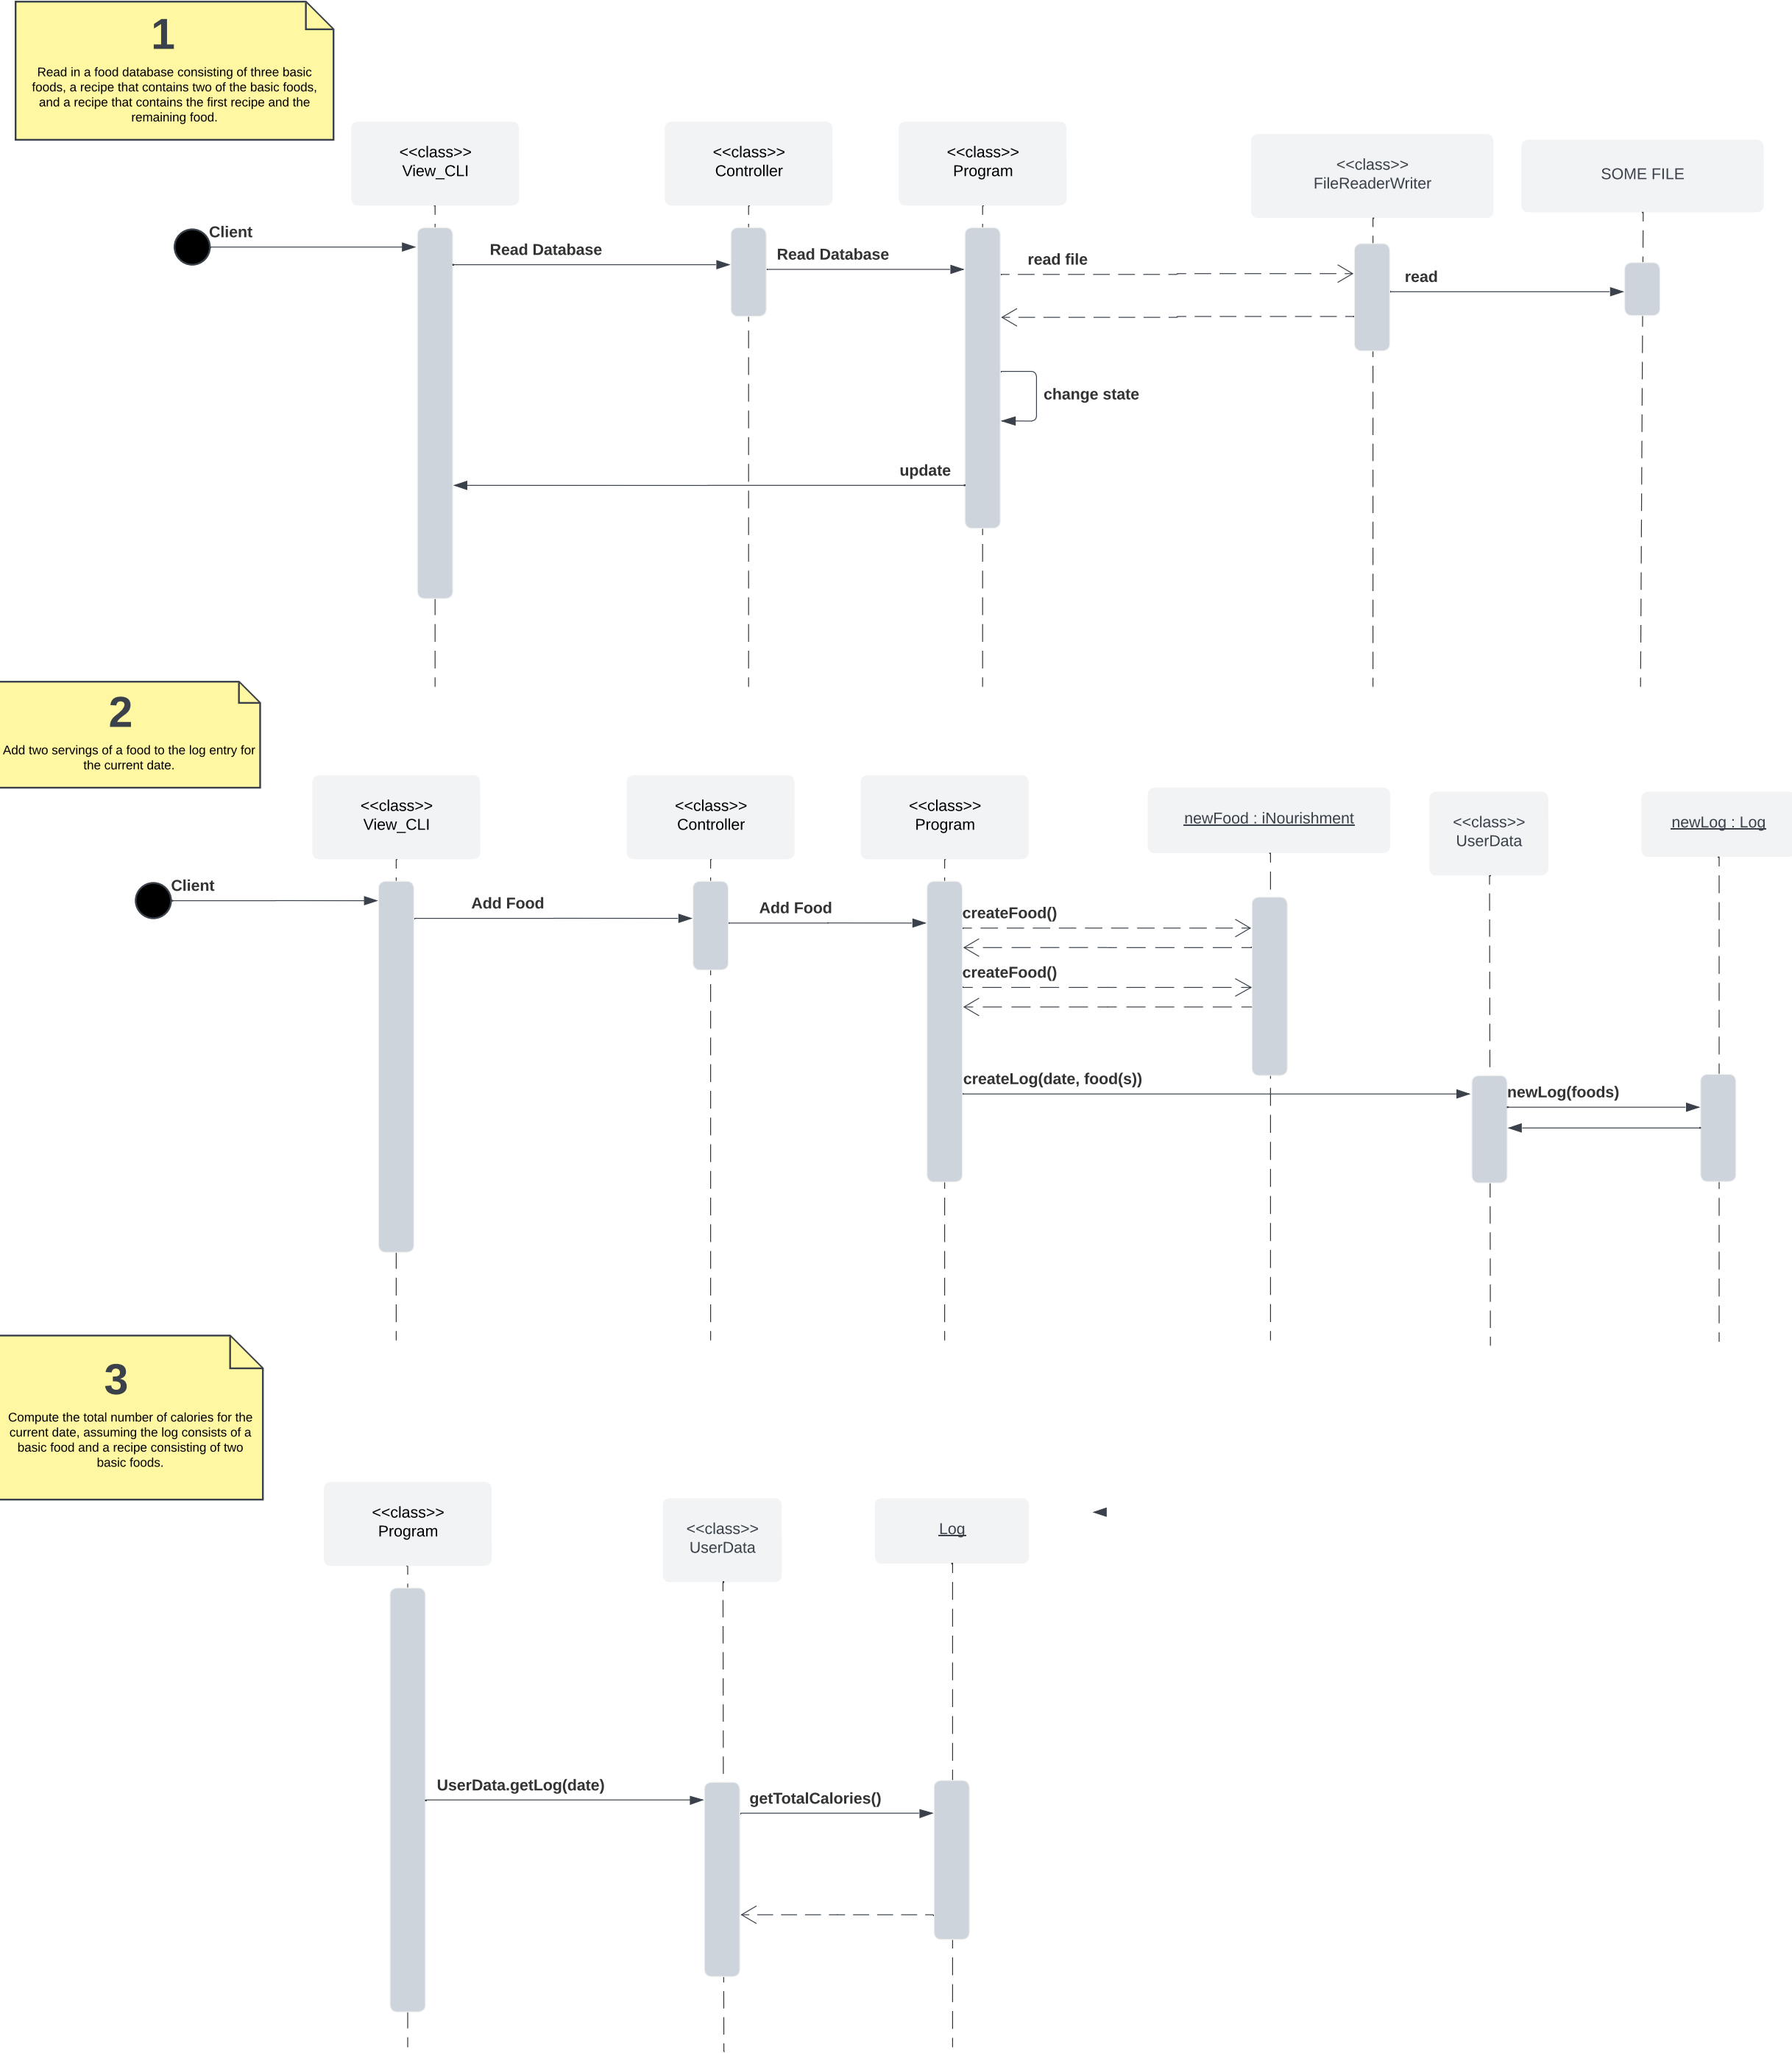 1
Read in a food database consisting of three basic
foods, a recipe that contains two of the basic foods,
and a recipe that contains the first recipe and the
remaining food.
<<class>>
View_CLI
<<class>>
Controller
<<class>>
Program
<<class>>
FileReaderWriter
SOME FILE
Client
Read Database
Read Database
read file
read
change state
update
2
Add two servings of a food to the log entry for
the current date.
<<class>>
View_CLI
<<class>>
Controller
<<class>>
Program
newFood : iNourishment
<<class>>
UserData
newLog : Log
Client
Add Food
Add Food
createFood()
createFood()
createLog(date, food(s))
newLog(foods)
3
Compute the total number of calories for the
current date, assuming the log consists of a
basic food and a recipe consisting of two
basic foods.
<<class>>
Program
<<class>>
UserData
Log
UserData.getLog(date)
getTotalCalories()